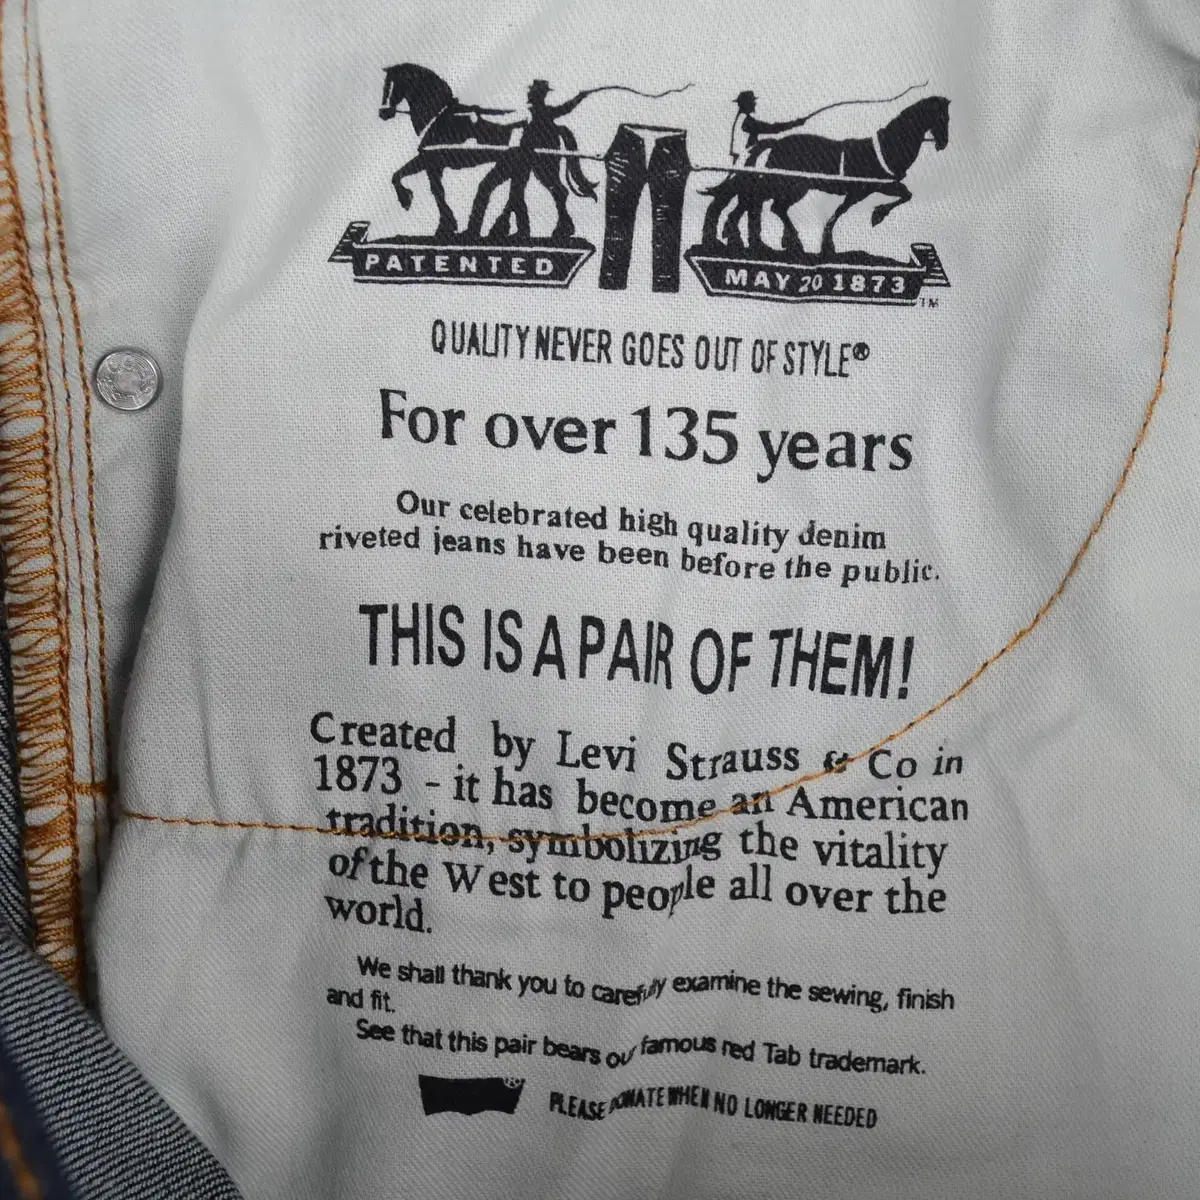 PATENTED
MAY 20 1873
TM
QUALITY NEVER GOES OUT OF STYLE®
For over 135 years
Our celebrated high quality denim
riveted jeans have been before the public.
THIS IS A PAIR OF THEM!
Created by Levi Strauss & Co in
1873 - it has become an American
tradition, symbolizing the vitality
of the West to people all over the
world.
We shall thank you to carefully examine the sewing, finish
and fit.
See that this pair bears our famous red Tab trademark.
®
PLEASE DONATE WHEN NO LONGER NEEDED